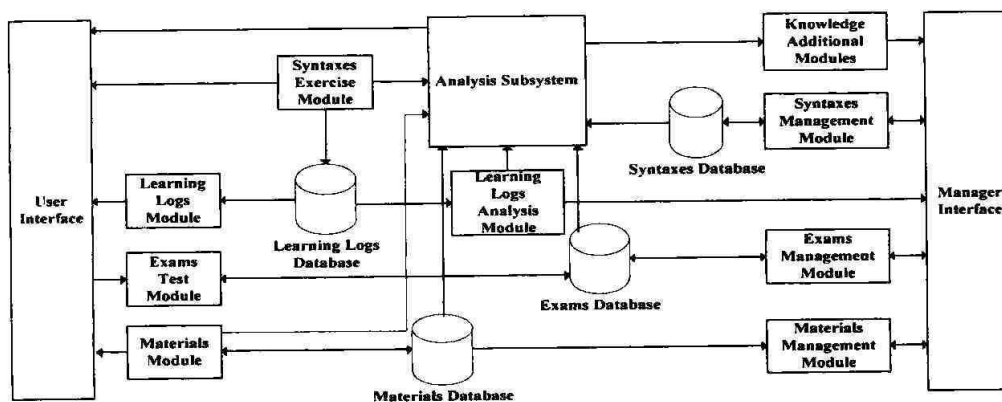 Knowledge
Additional
Modules
Syntaxes
Exercise
Module
Analysis Subsystem
Syntaxes
Management
Module
Syntaxes Database
Learning
Logs
Module
Learning
Logs
Analysis
Module
User
Interface
Manager
Interface
Learning Logs
Database
Exams
Test
Module
Exams
Management
Module
Exams Database
Materials
Module
Materials
Management
Module
Materials Database